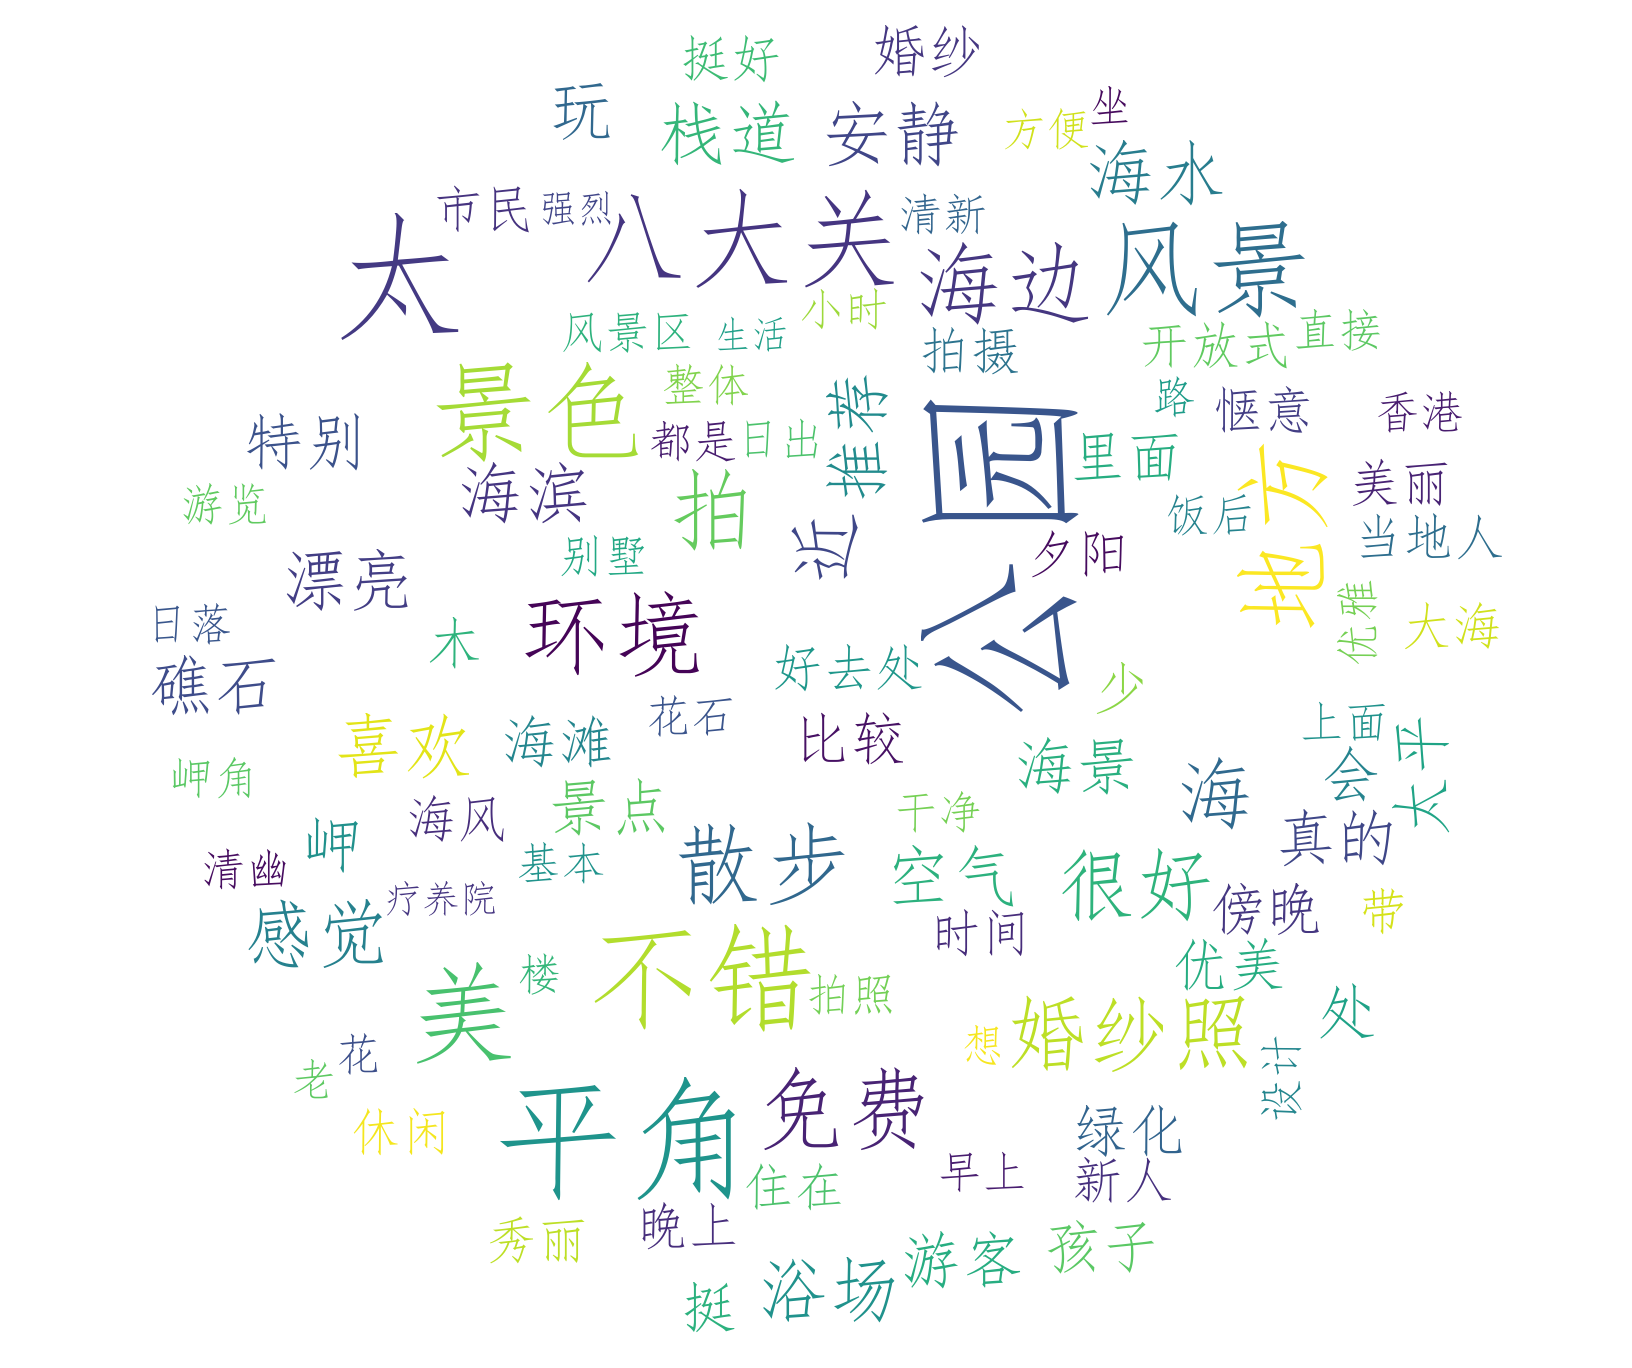 挺好
婚纱
玩
栈道
安静
方便
坐
海水
市民
强烈
八大关
清新
太
海边
风景
小时
风景区
生活
拍摄
开放式
直接
景色
整体
推荐
路
惬意
香港
特别
都是
日出
公园
里面
地方
美丽
海滨
拍
游览
近
饭后
当地人
夕阳
别墅
漂亮
环境
日落
木
优雅
大海
礁石
好去处
少
花石
喜欢
海滩
比较
海景
上面
太平
岬角
海
会
景点
海风
干净
真的
岬
清幽
基本
散步
空气
很好
疗养院
感觉
时间
傍晚
带
不错
优美
美
楼
拍照
处
婚纱照
想
花
老
设计
平角
免费
休闲
绿化
早上
新人
住在
秀丽
晚上
游客
孩子
浴场
挺